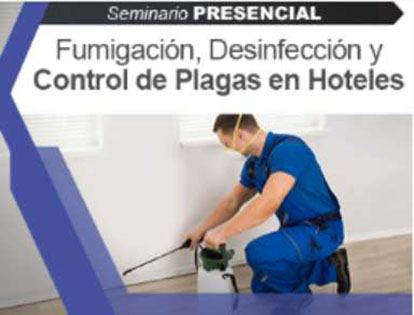 Seminario PRESENCIAL
Fumigación, Desinfección y
Control de Plagas en Hoteles